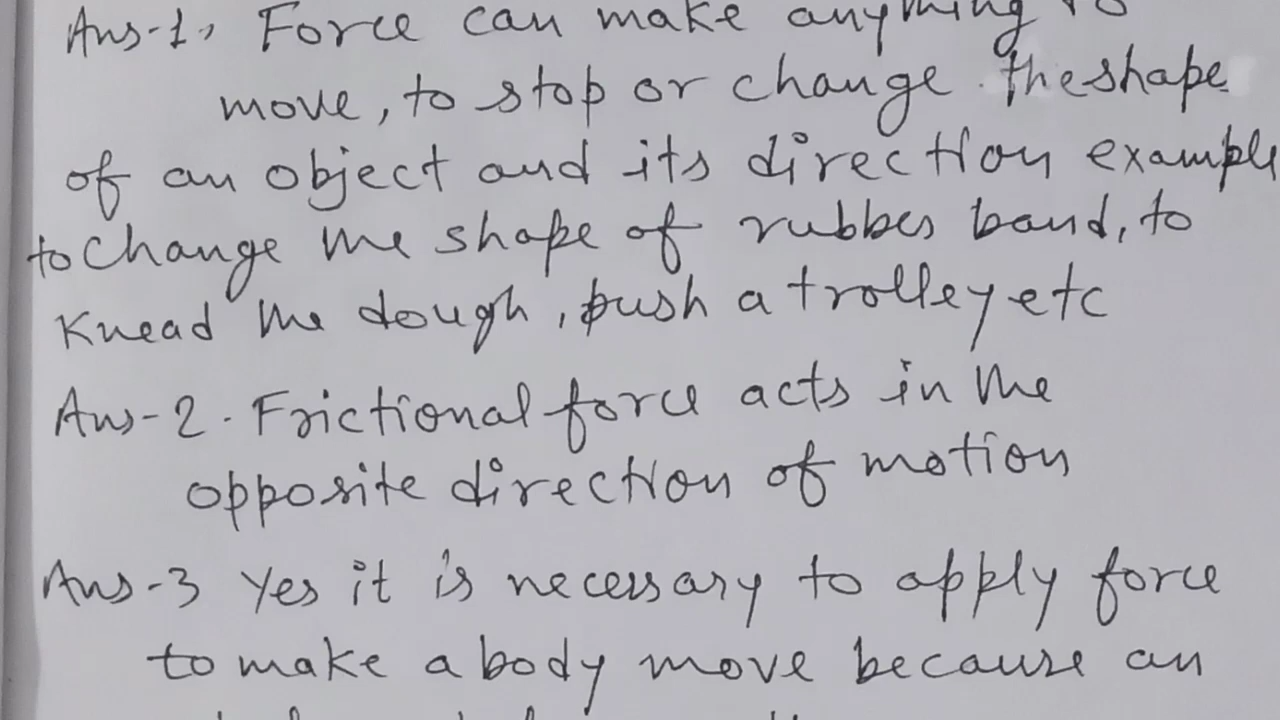 Ans-1, Force can make anything to
move, to stop or change the shape
of an object and its direction example
to change the shape of rubber band, to
Knead the dough, push a trolley etc
Ans-2. Frictional force acts in the
opposite direction of motion
Ans-3 Yes it is necessary to apply force
to make a body move because an